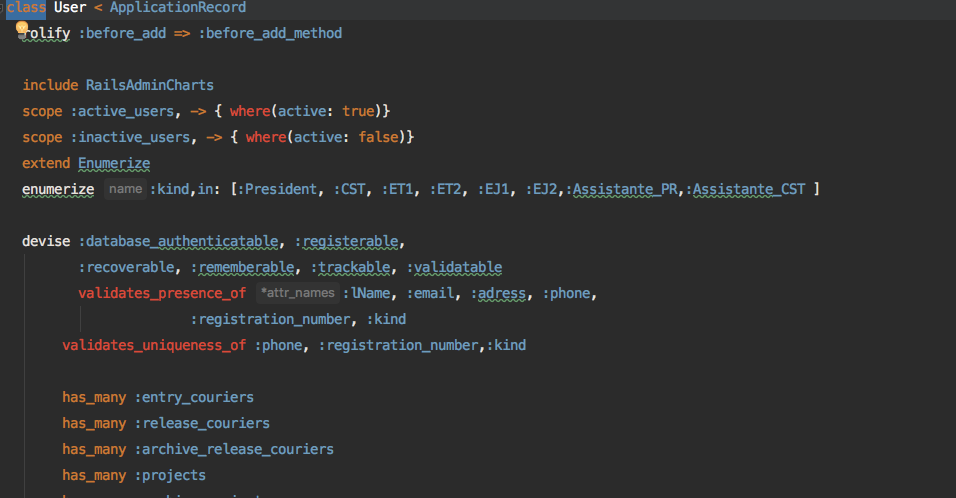 class User < ApplicationRecord
rolify :before_add => :before_add_method
include RailsAdminCharts
scope :active_users, -> { where(active: true)}
scope :inactive_users, -> { where(active: false)}
extend Enumerize
enumerize name :kind,in: [:President, :CST, :ET1, :ET2, :EJ1, :EJ2,:Assistante_PR,:Assistante_CST ]
devise :database_authenticatable, :registerable,
:recoverable, :rememberable, :trackable, :validatable
validates_presence_of *attr_names :lName, :email, :adress, :phone,
:registration_number, :kind
validates_uniqueness_of :phone, :registration_number,:kind
has_many :entry_couriers
has_many :release_couriers
has_many :archive_release_couriers
has_many :projects